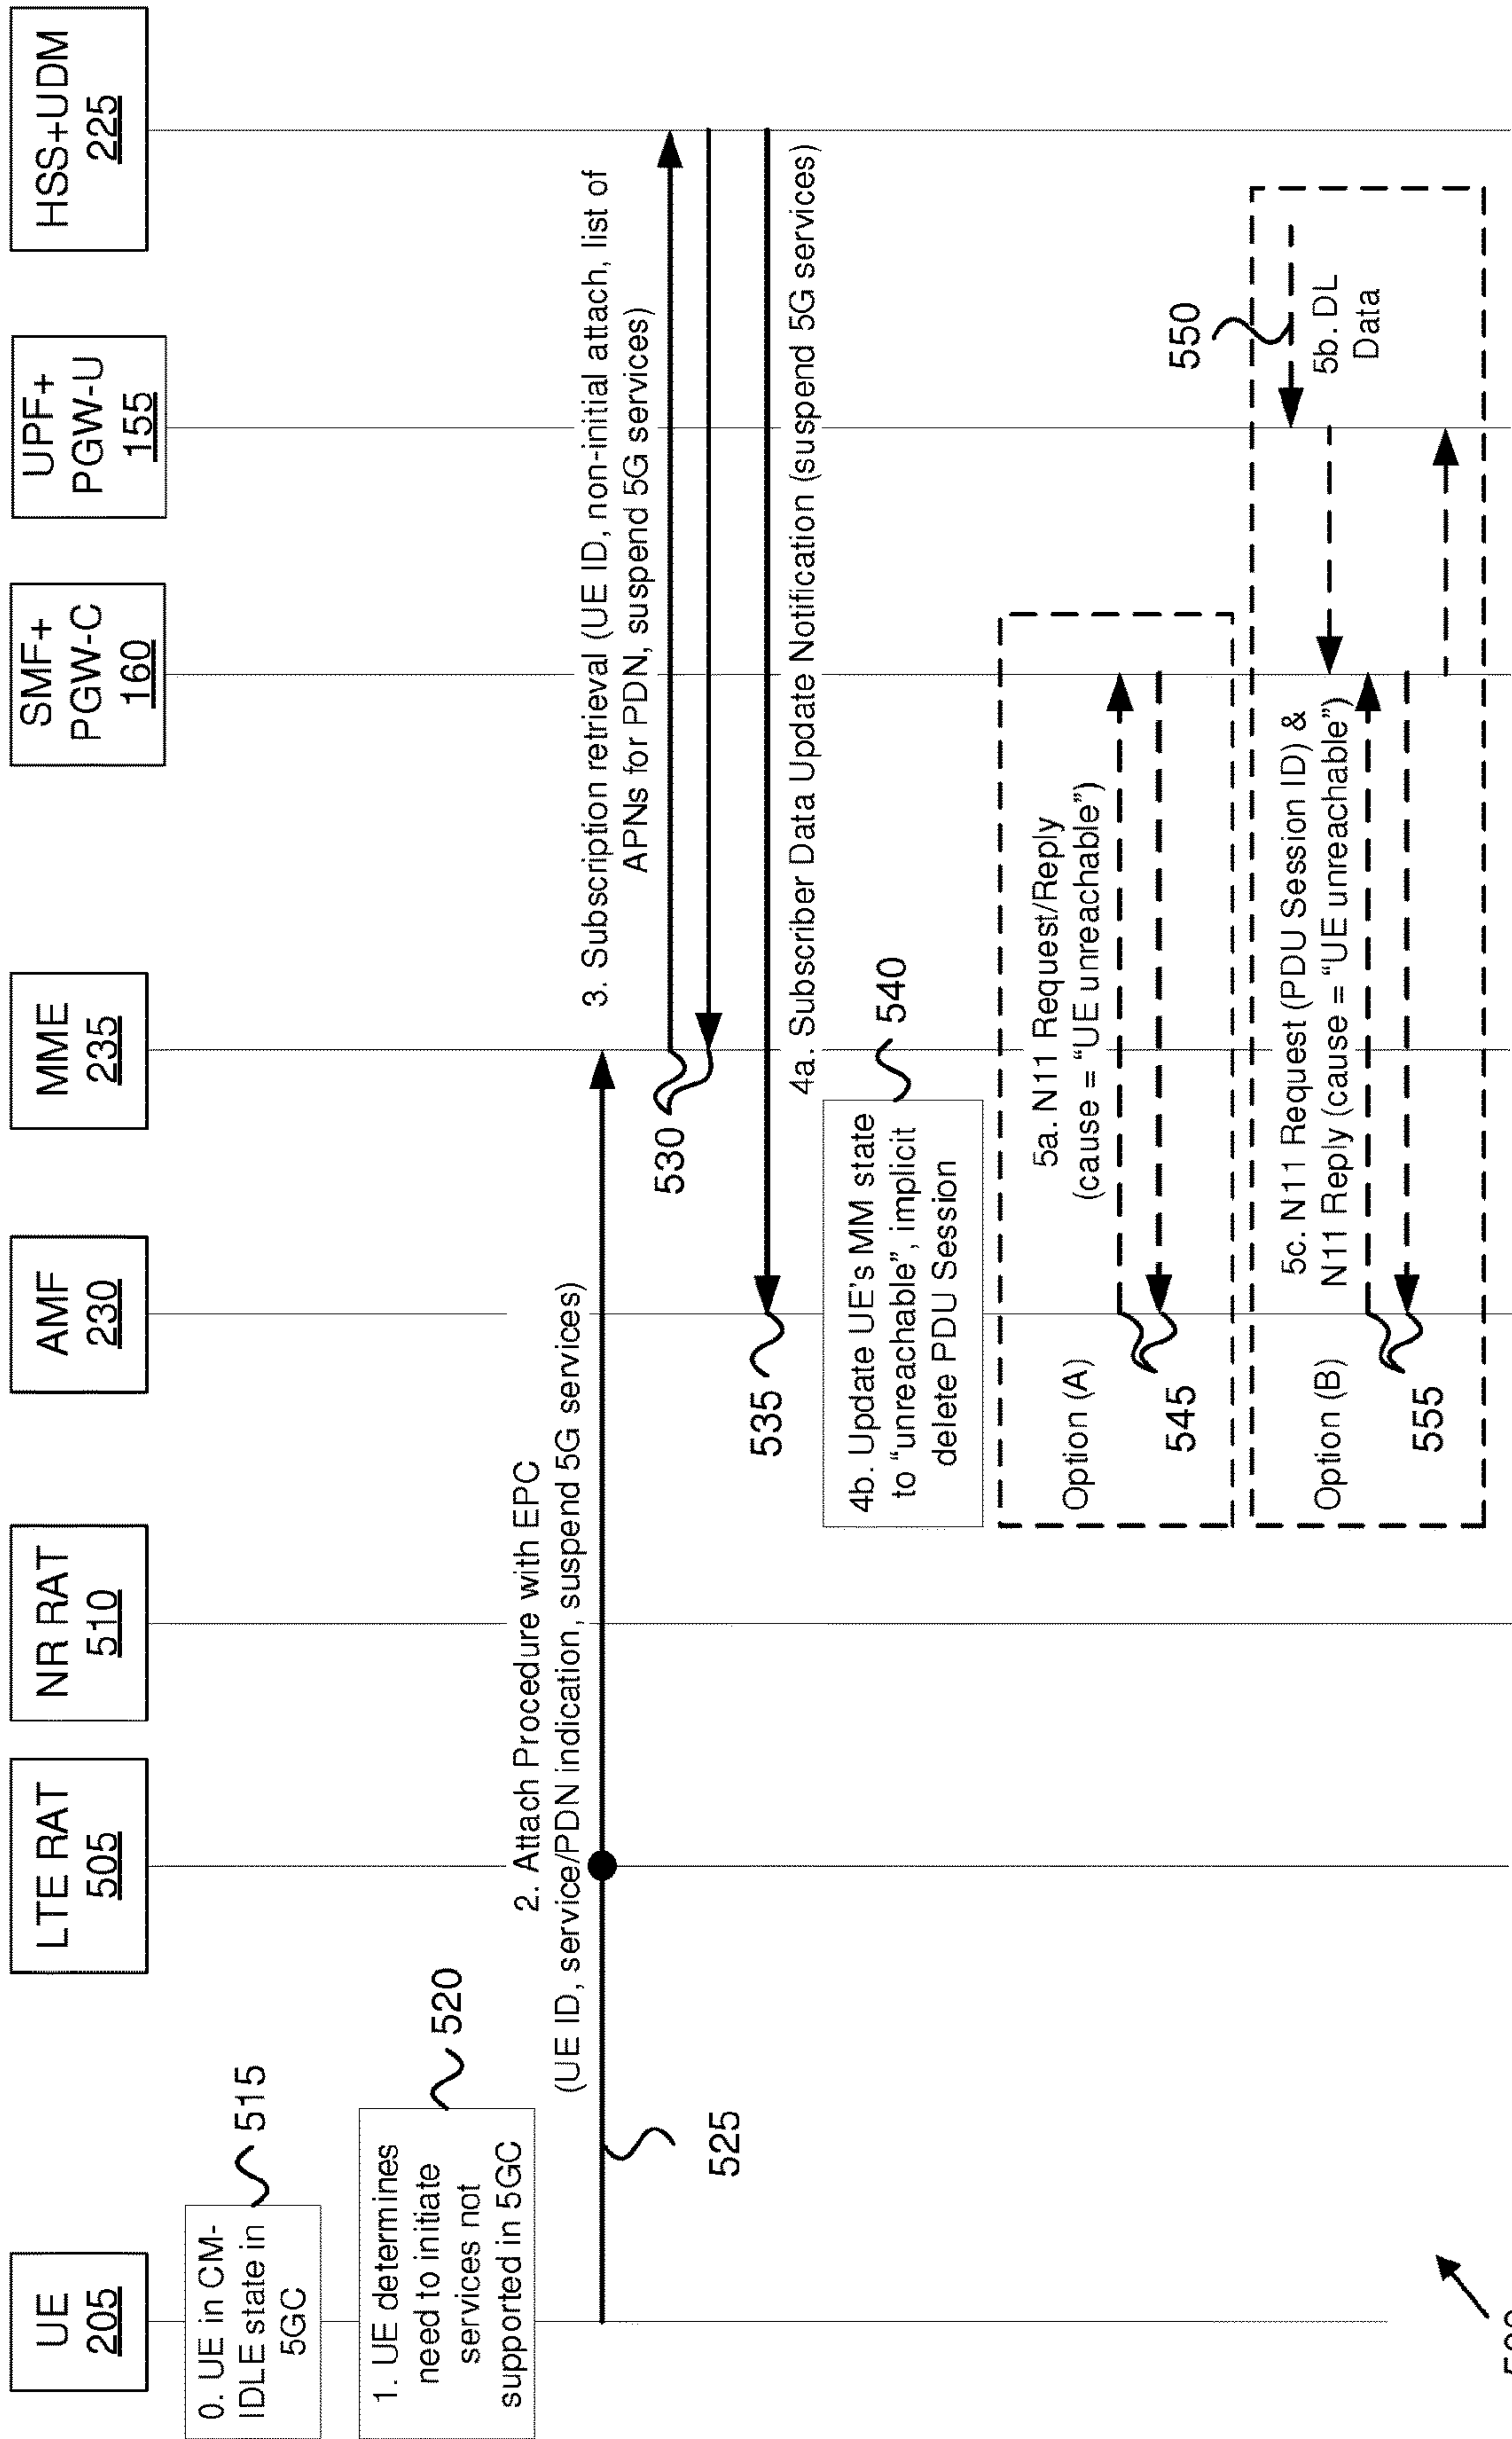 UE
205
LTE RAT
505
NR RAT
510
AMF
230
MME
235
SMF+
PGW-C
160
UPF+
PGW-U
155
HSS+UDM
225
0. UE in CM-
IDLE state in
5GC
515
1. UE determines
need to initiate
services not
supported in 5GC
520
2. Attach Procedure with EPC
(UE ID, service/PDN indication, suspend 5G services)
525
3. Subscription retrieval (UE ID, non-initial attach, list of
APNs for PDN, suspend 5G services)
530
4a. Subscriber Data Update Notification (suspend 5G services)
535
4b. Update UE's MM state
to “unreachable”, implicit
delete PDU Session
540
Option (A)
5a. N11 Request/Reply
(cause = “UE unreachable”)
545
Option (B)
550
5b. DL
Data
5c. N11 Request (PDU Session ID) &
N11 Reply (cause = “UE unreachable”)
555